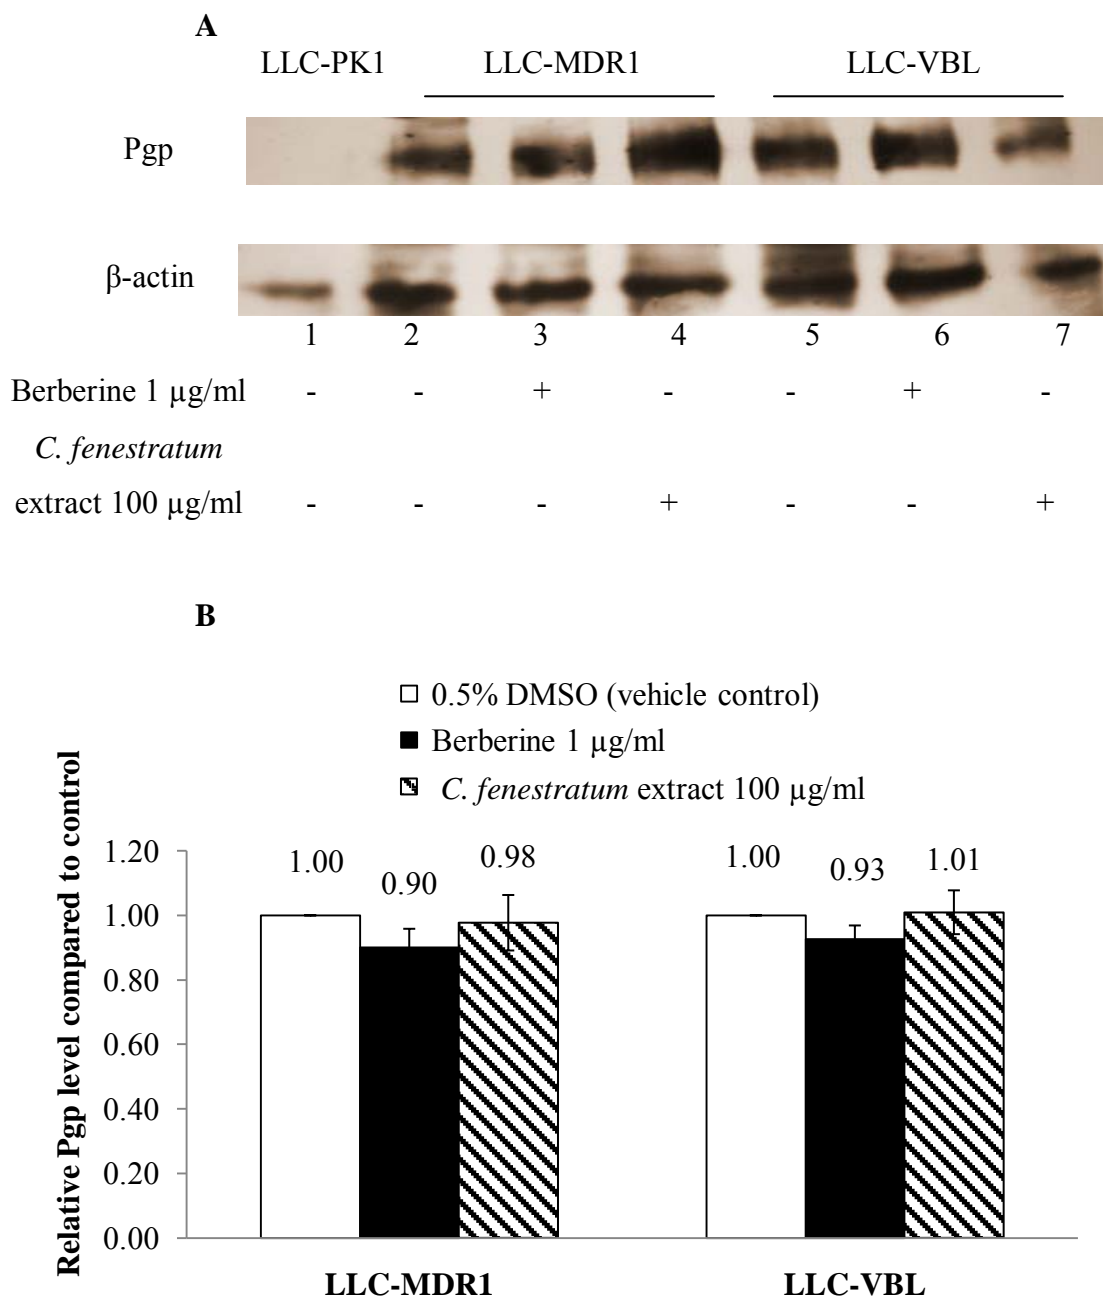 A
LLC-PK1 LLC-MDR1 LLC-VBL
Pgp
β-actin
1 2 3 4 5 6 7
Berberine 1 µg/ml - - + - - + -
C. fenestratum
extract 100 µg/ml - - - + - - +
B
0.5% DMSO (vehicle control)
Berberine 1 µg/ml
C. fenestratum extract 100 µg/ml
Relative Pgp level compared to control
1.20
1.00
0.80
0.60
0.40
0.20
0.00
1.00 0.90 0.98 1.00 0.93 1.01
LLC-MDR1 LLC-VBL